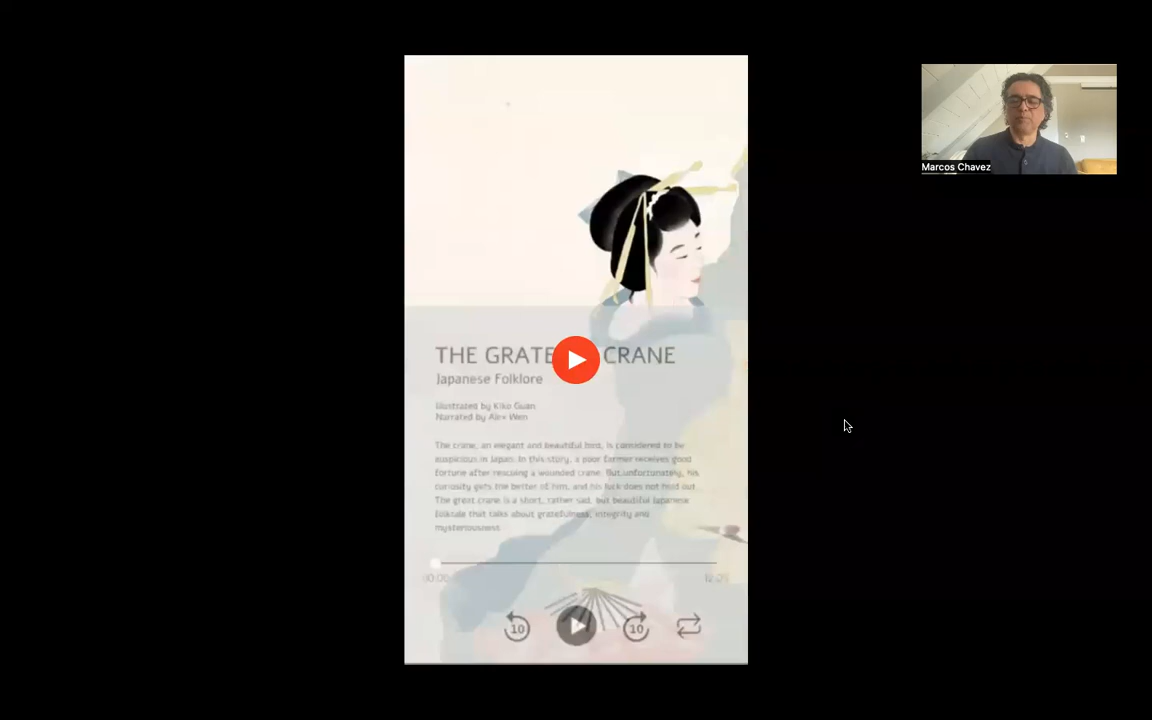 THE GRATE CRANE
Japanese Folklore
Illustrated by Kiko Guan
Narrated by Alex Wen
The crane, an elegant and beautiful bird, is considered to be
auspicious in Japan. In this story, a poor farmer receives good
fortune after rescuing a wounded crane. But unfortunately, his
curiosity gets the better of him, and his luck does not hold out.
The great crane is a short, rather sad, but beautiful Japanese
folktale that talks about gratefulness, integrity and
mysteriousness.
00:00
10
10
Marcos Chavez